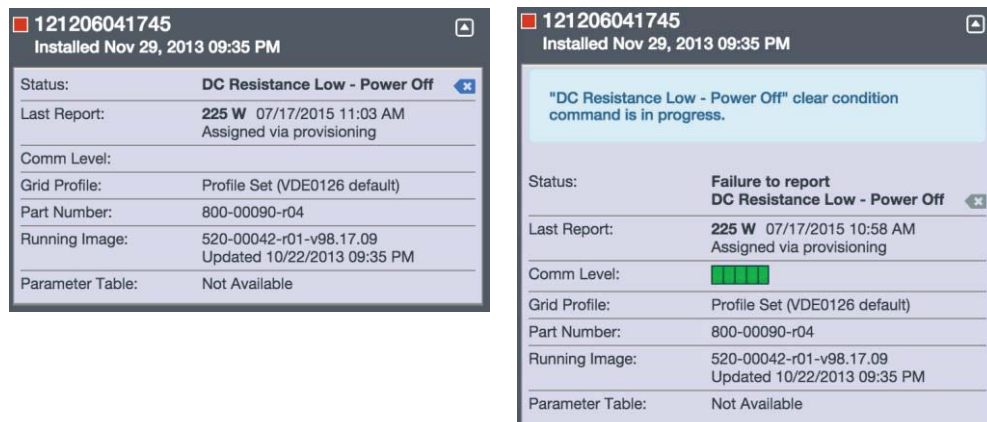 121206041745
Installed Nov 29, 2013 09:35 PM
Status: DC Resistance Low - Power Off
Last Report: 225 W 07/17/2015 11:03 AM
Assigned via provisioning
Comm Level:
Grid Profile: Profile Set (VDE0126 default)
Part Number: 800-00090-r04
Running Image: 520-00042-r01-v98.17.09
Updated 10/22/2013 09:35 PM
Parameter Table: Not Available
121206041745
Installed Nov 29, 2013 09:35 PM
"DC Resistance Low - Power Off" clear condition
command is in progress.
Status: Failure to report
DC Resistance Low - Power Off
Last Report: 225 W 07/17/2015 10:58 AM
Assigned via provisioning
Comm Level:
Grid Profile: Profile Set (VDE0126 default)
Part Number: 800-00090-r04
Running Image: 520-00042-r01-v98.17.09
Updated 10/22/2013 09:35 PM
Parameter Table: Not Available